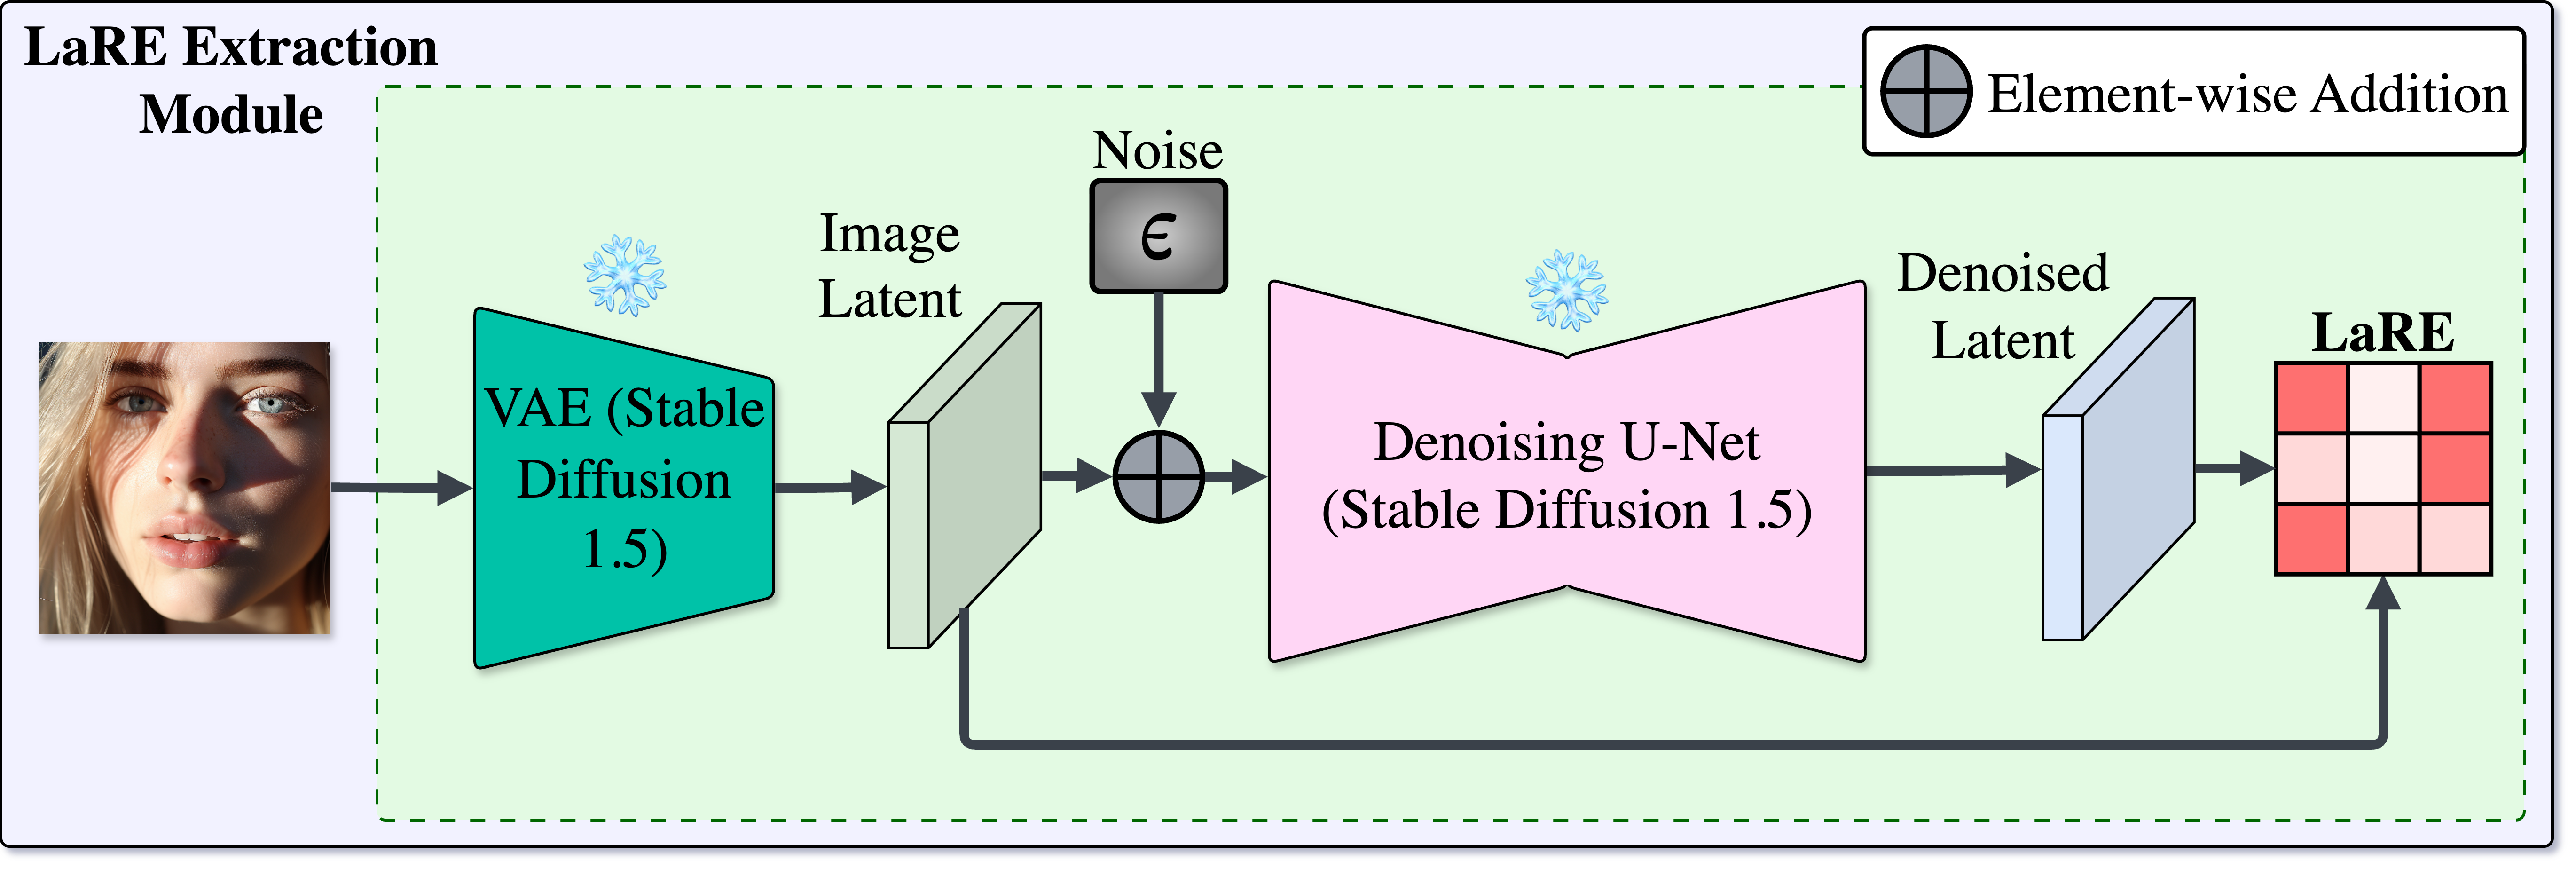 LaRE Extraction
Module
Element-wise Addition
Noise
ϵ
Image
Latent
VAE (Stable
Diffusion
1.5)
Denoising U-Net
(Stable Diffusion 1.5)
Denoised
Latent
LaRE